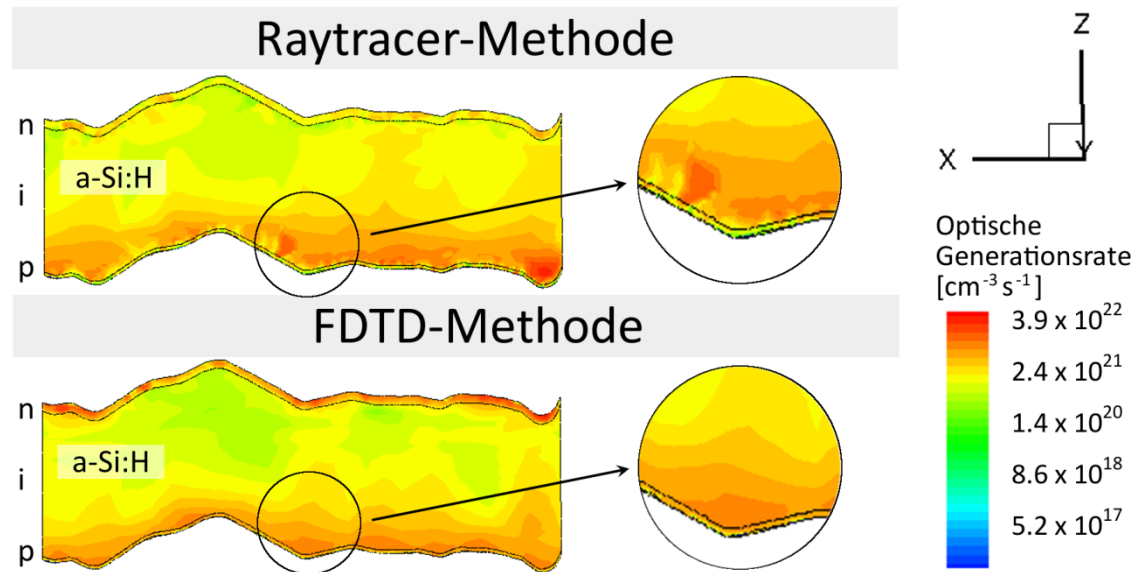 Raytracer-Methode
n
a-Si:H
i
p
FDTD-Methode
n
a-Si:H
i
p
Z
X
Y
Optische
Generationsrate
[cm⁻³ s⁻¹]
3.9 x 10²²
2.4 x 10²¹
1.4 x 10²⁰
8.6 x 10¹⁸
5.2 x 10¹⁷